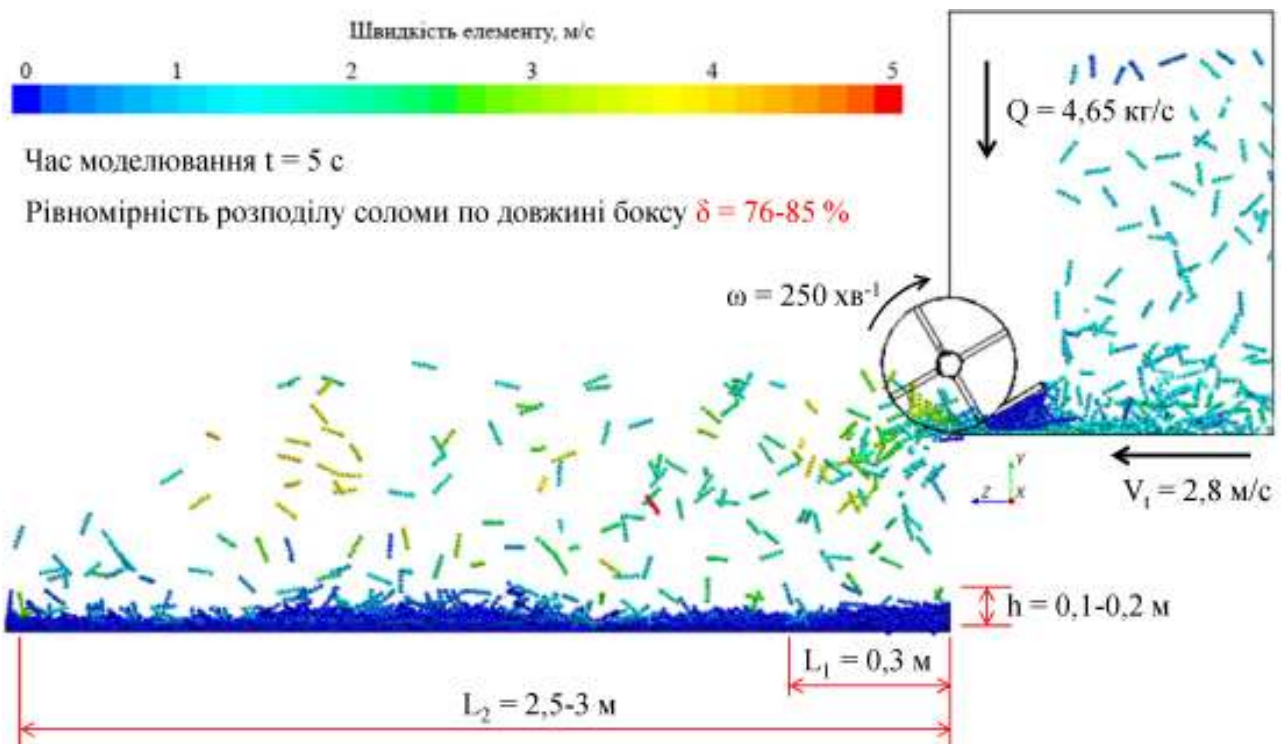 Швидкість елементу, м/с
0 1 2 3 4 5
Q = 4,65 кг/с
Час моделювання t = 5 с
Рівномірність розподілу соломи по довжині боксу δ = 76-85 %
ω = 250 хв⁻¹
Y
Z X
V₁ = 2,8 м/с
h = 0,1-0,2 м
L₁ = 0,3 м
L₂ = 2,5-3 м